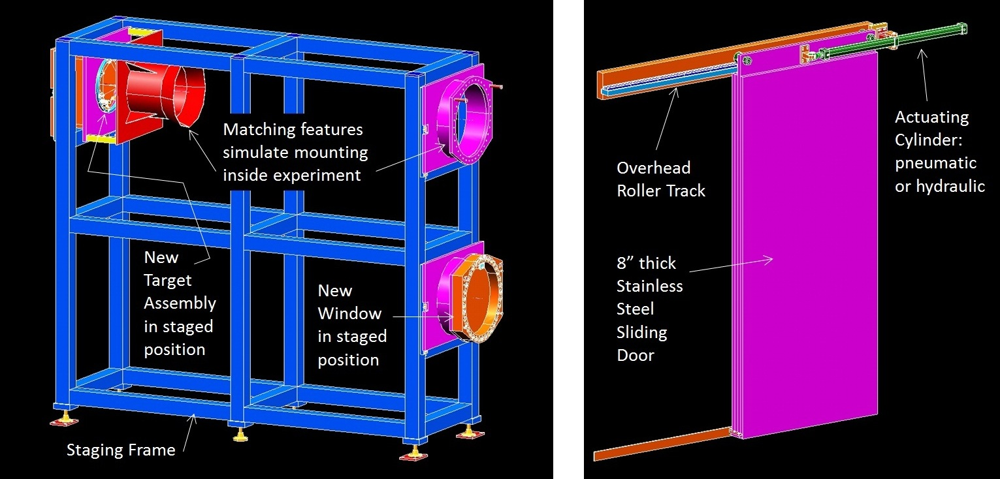 Matching features
simulate mounting
inside experiment
New
Target
Assembly
in staged
position
New
Window
in staged
position
Staging Frame
Overhead
Roller Track
Actuating
Cylinder:
pneumatic
or hydraulic
8” thick
Stainless
Steel
Sliding
Door